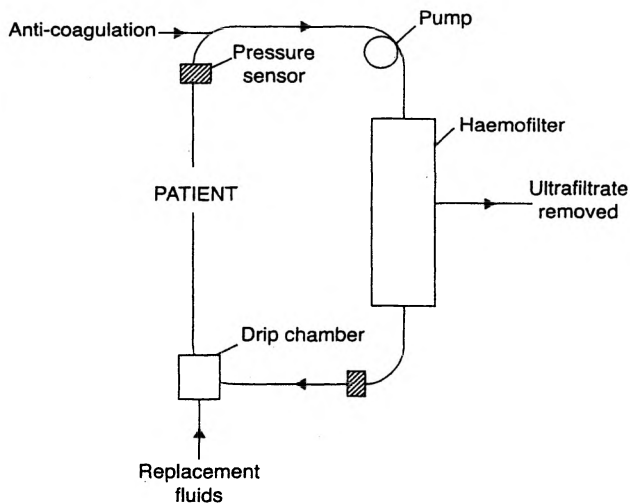 Pump
Anti-coagulation
Pressure
sensor
Haemofilter
PATIENT
Ultrafiltrate
removed
Drip chamber
Replacement
fluids